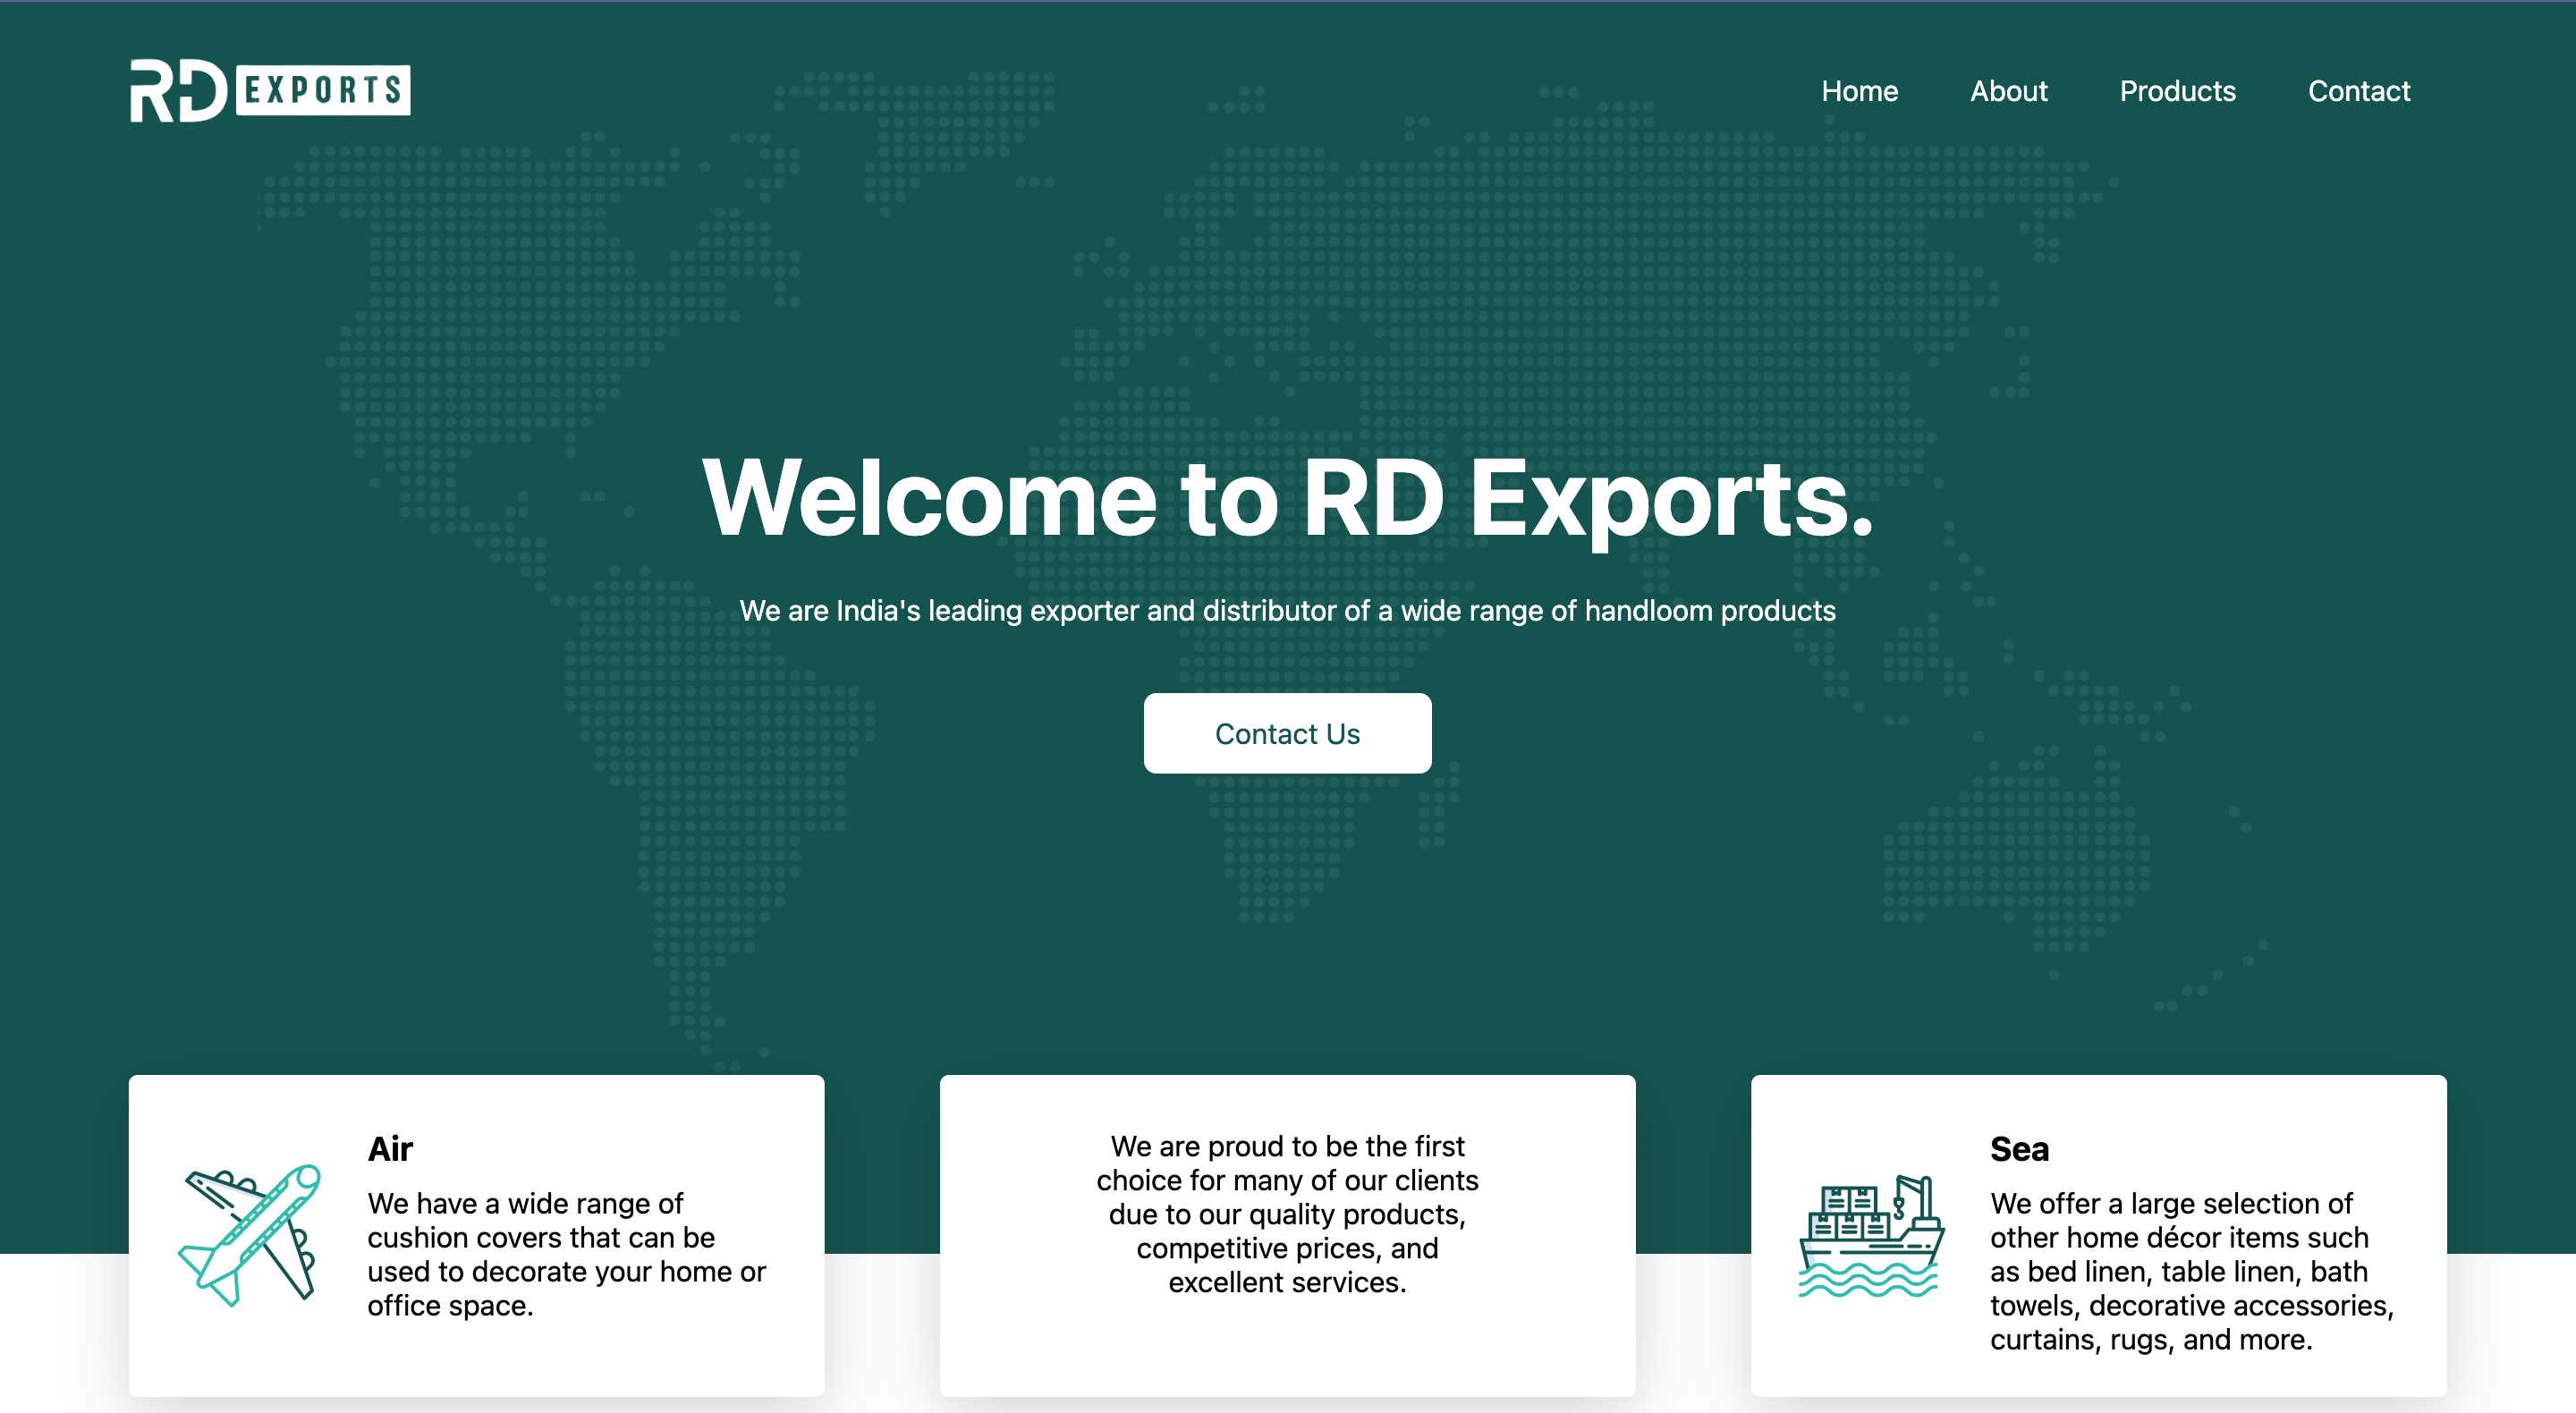 RD EXPORTS
Home About Products Contact
Welcome to RD Exports.
We are India's leading exporter and distributor of a wide range of handloom products
Contact Us
Air
We have a wide range of
cushion covers that can be
used to decorate your home or
office space.
We are proud to be the first
choice for many of our clients
due to our quality products,
competitive prices, and
excellent services.
Sea
We offer a large selection of
other home décor items such
as bed linen, table linen, bath
towels, decorative accessories,
curtains, rugs, and more.